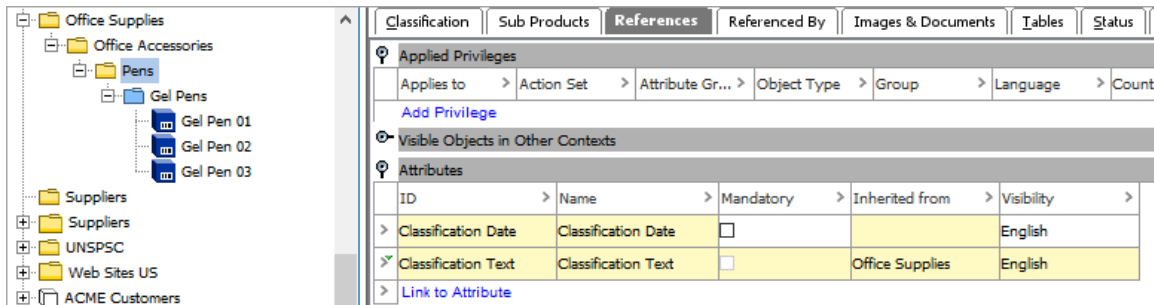 Office Supplies
Office Accessories
Pens
Gel Pens
Gel Pen 01
Gel Pen 02
Gel Pen 03
Suppliers
Suppliers
UNSPSC
Web Sites US
ACME Customers
Classification Sub Products References Referenced By Images & Documents Tables Status
Applied Privileges
Applies to > Action Set > Attribute Gr... > Object Type > Group > Language > Count
Add Privilege
Visible Objects in Other Contexts
Attributes
ID > Name > Mandatory > Inherited from > Visibility >
> Classification Date Classification Date English
> Classification Text Classification Text Office Supplies English
> Link to Attribute